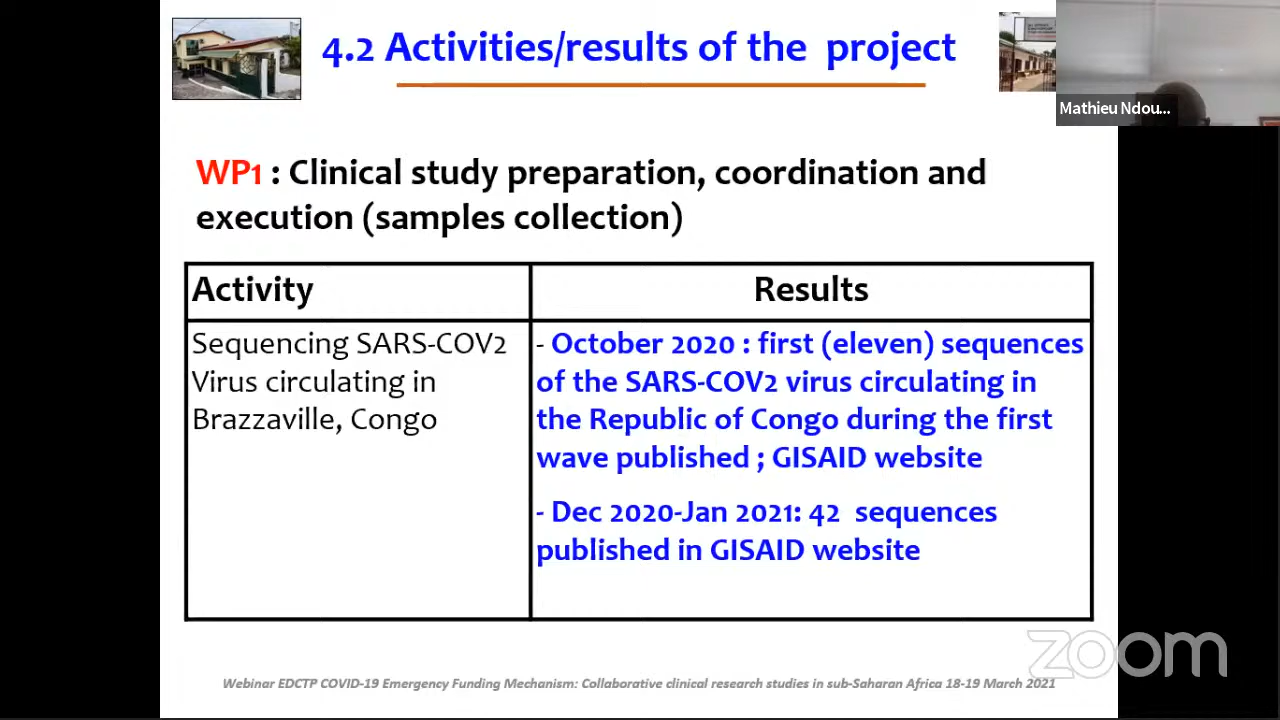 4.2 Activities/results of the project
Mathieu Ndou...
WP1 : Clinical study preparation, coordination and
execution (samples collection)
Activity
Results
Sequencing SARS-COV2
Virus circulating in
Brazzaville, Congo
- October 2020 : first (eleven) sequences
of the SARS-COV2 virus circulating in
the Republic of Congo during the first
wave published ; GISAID website
- Dec 2020-Jan 2021: 42 sequences
published in GISAID website
zoom
Webinar EDCTP COVID-19 Emergency Funding Mechanism: Collaborative clinical research studies in sub-Saharan Africa 18-19 March 2021